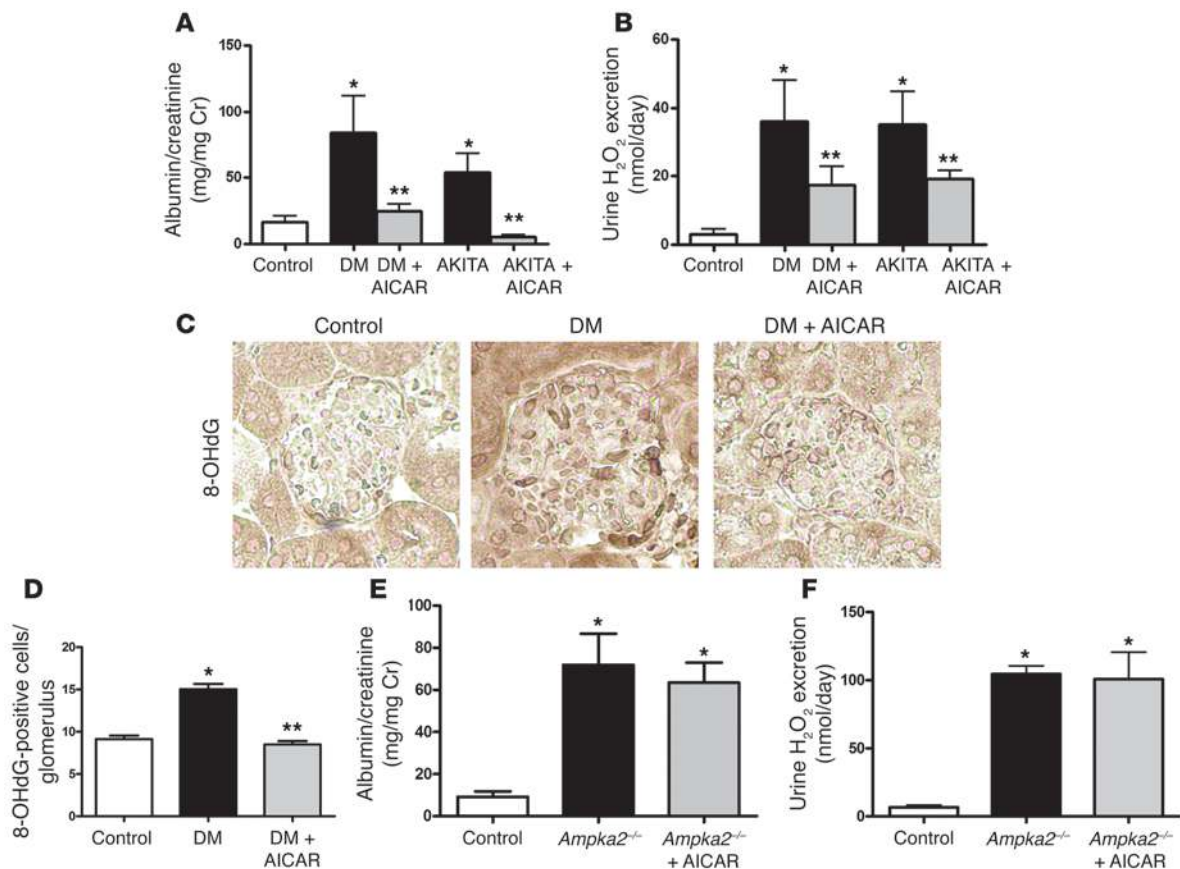 A
Albumin/creatinine
(mg/mg Cr)
150
100
50
0
*
**
*
**
Control
DM
DM +
AICAR
AKITA
AKITA +
AICAR
B
Urine H₂O₂ excretion
(nmol/day)
60
40
20
0
*
**
*
**
Control
DM
DM +
AICAR
AKITA
AKITA +
AICAR
C
Control
DM
DM + AICAR
8-OHdG
D
8-OHdG-positive cells/
glomerulus
20
15
10
5
0
*
**
Control
DM
DM +
AICAR
E
Albumin/creatinine
(mg/mg Cr)
100
80
60
40
20
0
*
*
Control
Ampka2⁻/⁻
Ampka2⁻/⁻
+ AICAR
F
Urine H₂O₂ excretion
(nmol/day)
150
100
50
0
*
*
Control
Ampka2⁻/⁻
Ampka2⁻/⁻
+ AICAR